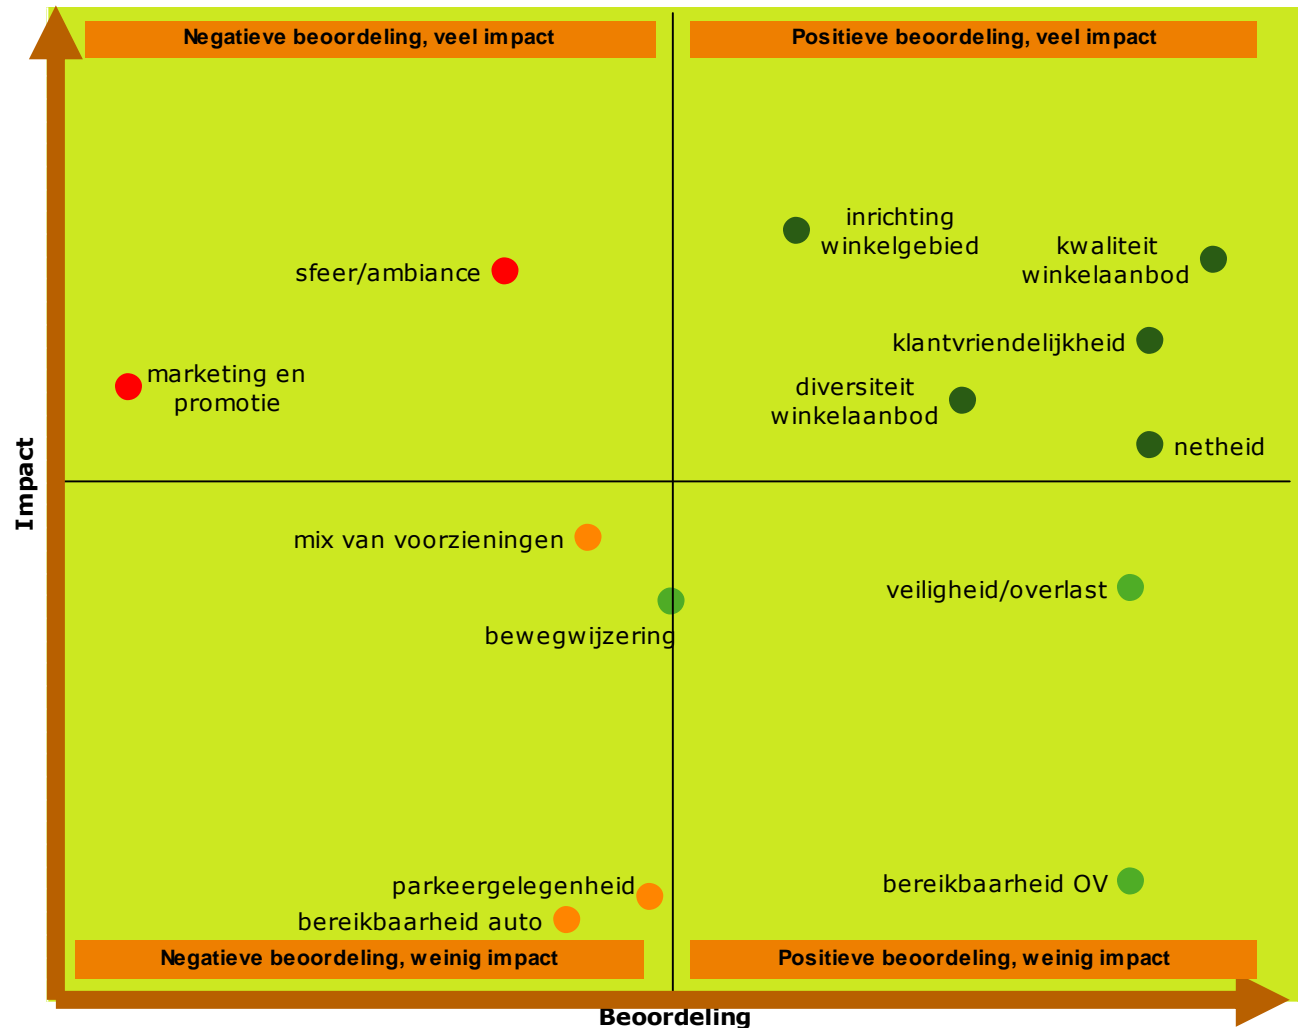 Negatieve beoordeling, veel impact
Positieve beoordeling, veel impact
inrichting
winkelgebied
kwaliteit
winkelaanbod
sfeer/ambiance
klantvriendelijkheid
marketing en
promotie
diversiteit
winkelaanbod
netheid
Impact
mix van voorzieningen
veiligheid/overlast
bewegwijzering
parkeergelegenheid
bereikbaarheid OV
bereikbaarheid auto
Negatieve beoordeling, weinig impact
Positieve beoordeling, weinig impact
Beoordeling